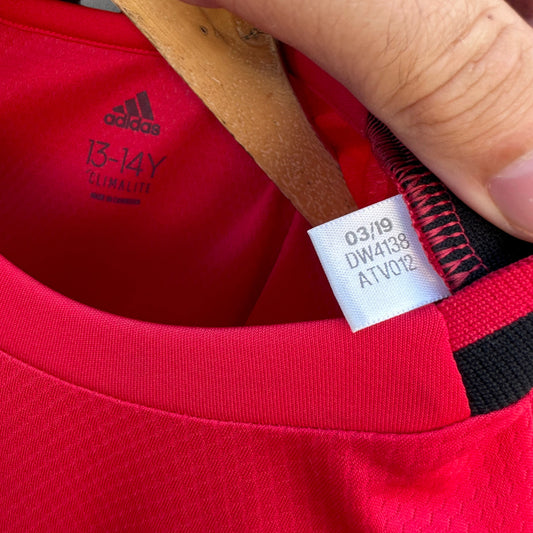 adidas
13-14Y
CLIMALITE
03/19
DW4138
ATV012